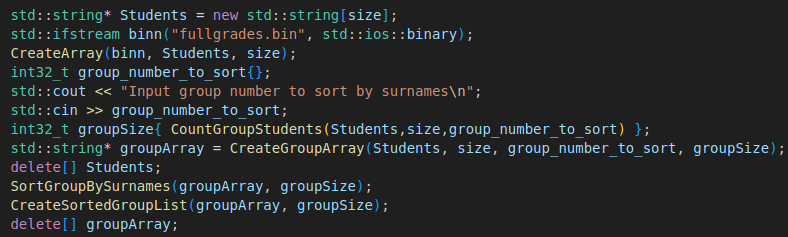 std::string* Students = new std::string[size];
std::ifstream binn("fullgrades.bin", std::ios::binary);
CreateArray(binn, Students, size);
int32_t group_number_to_sort{};
std::cout << "Input group number to sort by surnames\n";
std::cin >> group_number_to_sort;
int32_t groupSize{ CountGroupStudents(Students,size,group_number_to_sort) };
std::string* groupArray = CreateGroupArray(Students, size, group_number_to_sort, groupSize);
delete[] Students;
SortGroupBySurnames(groupArray, groupSize);
CreateSortedGroupList(groupArray, groupSize);
delete[] groupArray;